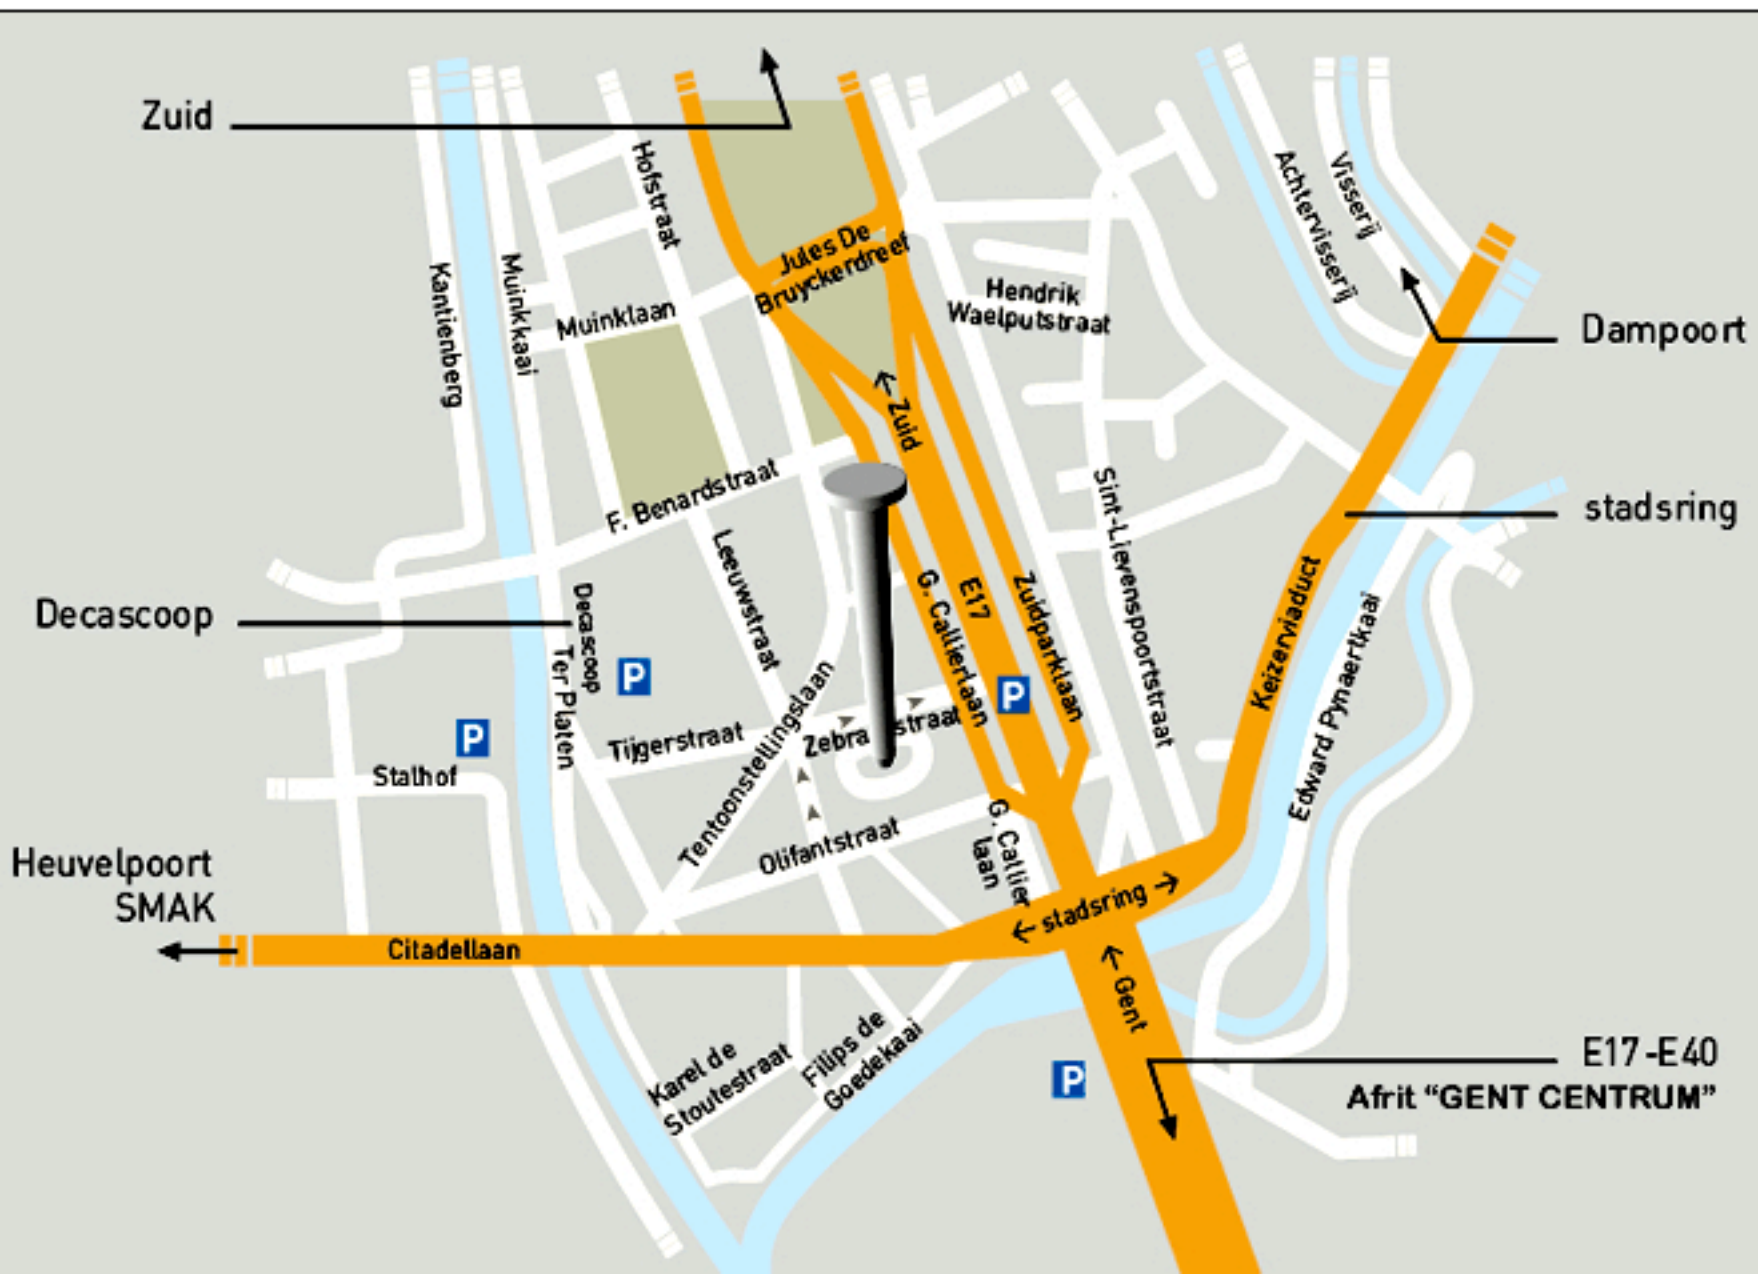 Zuid
Hofstraat
Jules De
Bruyckerdreef
Kantienberg
Muinkkaai
Muinklaan
Hendrik
Waelputstraat
Achtervisserij
Visserij
Dampoort
Zuid
F. Benardstraat
stadsring
Sint-Lievenspoortstraat
Leeuwstraat
Decascoop
Decascoop
Ter Platen
P
G. Callierlaan
E17
Zuidparklaan
P
Keizerviaduct
Edward Pynaertkaai
P
Tijgerstraat
Tentoonstellingslaan
Zebra straat
Stalhof
Olifantstraat
G. Callier
laan
Heuvelpoort
SMAK
stadsring
Citadellaan
Gent
Karel de
Stoutestraat
Filips de
Goedekaai
P
E17-E40
Afrit “GENT CENTRUM”